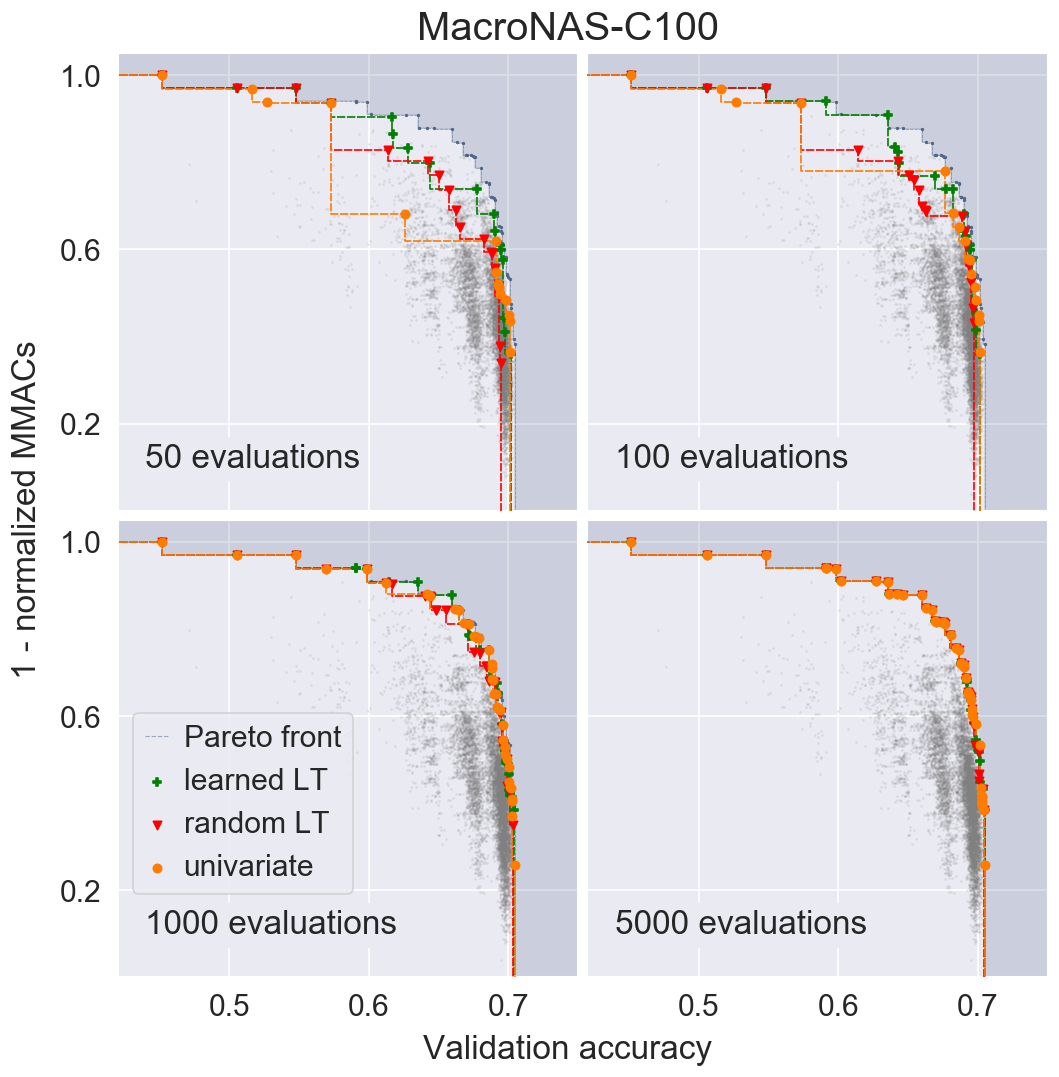 MacroNAS-C100
1 - normalized MMACs
1.0
0.6
0.2
50 evaluations
100 evaluations
1.0
0.6
0.2
Pareto front
learned LT
random LT
univariate
1000 evaluations
5000 evaluations
0.5 0.6 0.7
0.5 0.6 0.7
Validation accuracy